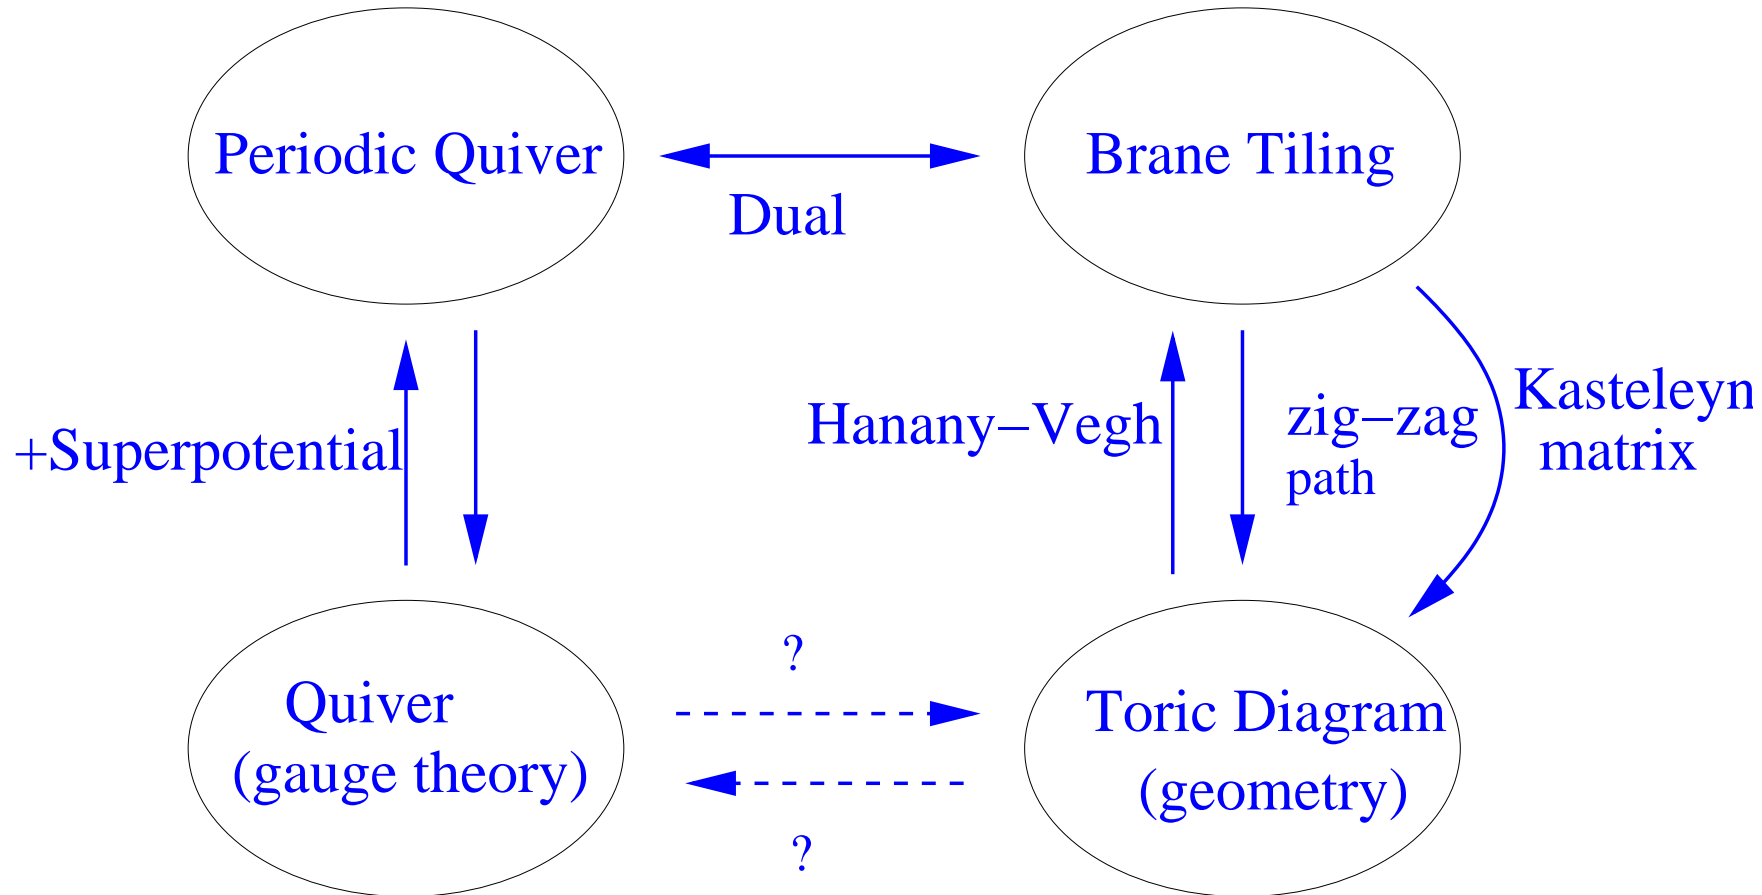 Periodic Quiver
Brane Tiling
Dual
+Superpotential
Hanany−Vegh
zig−zag
path
Kasteleyn
matrix
?
Quiver
(gauge theory)
Toric Diagram
(geometry)
?